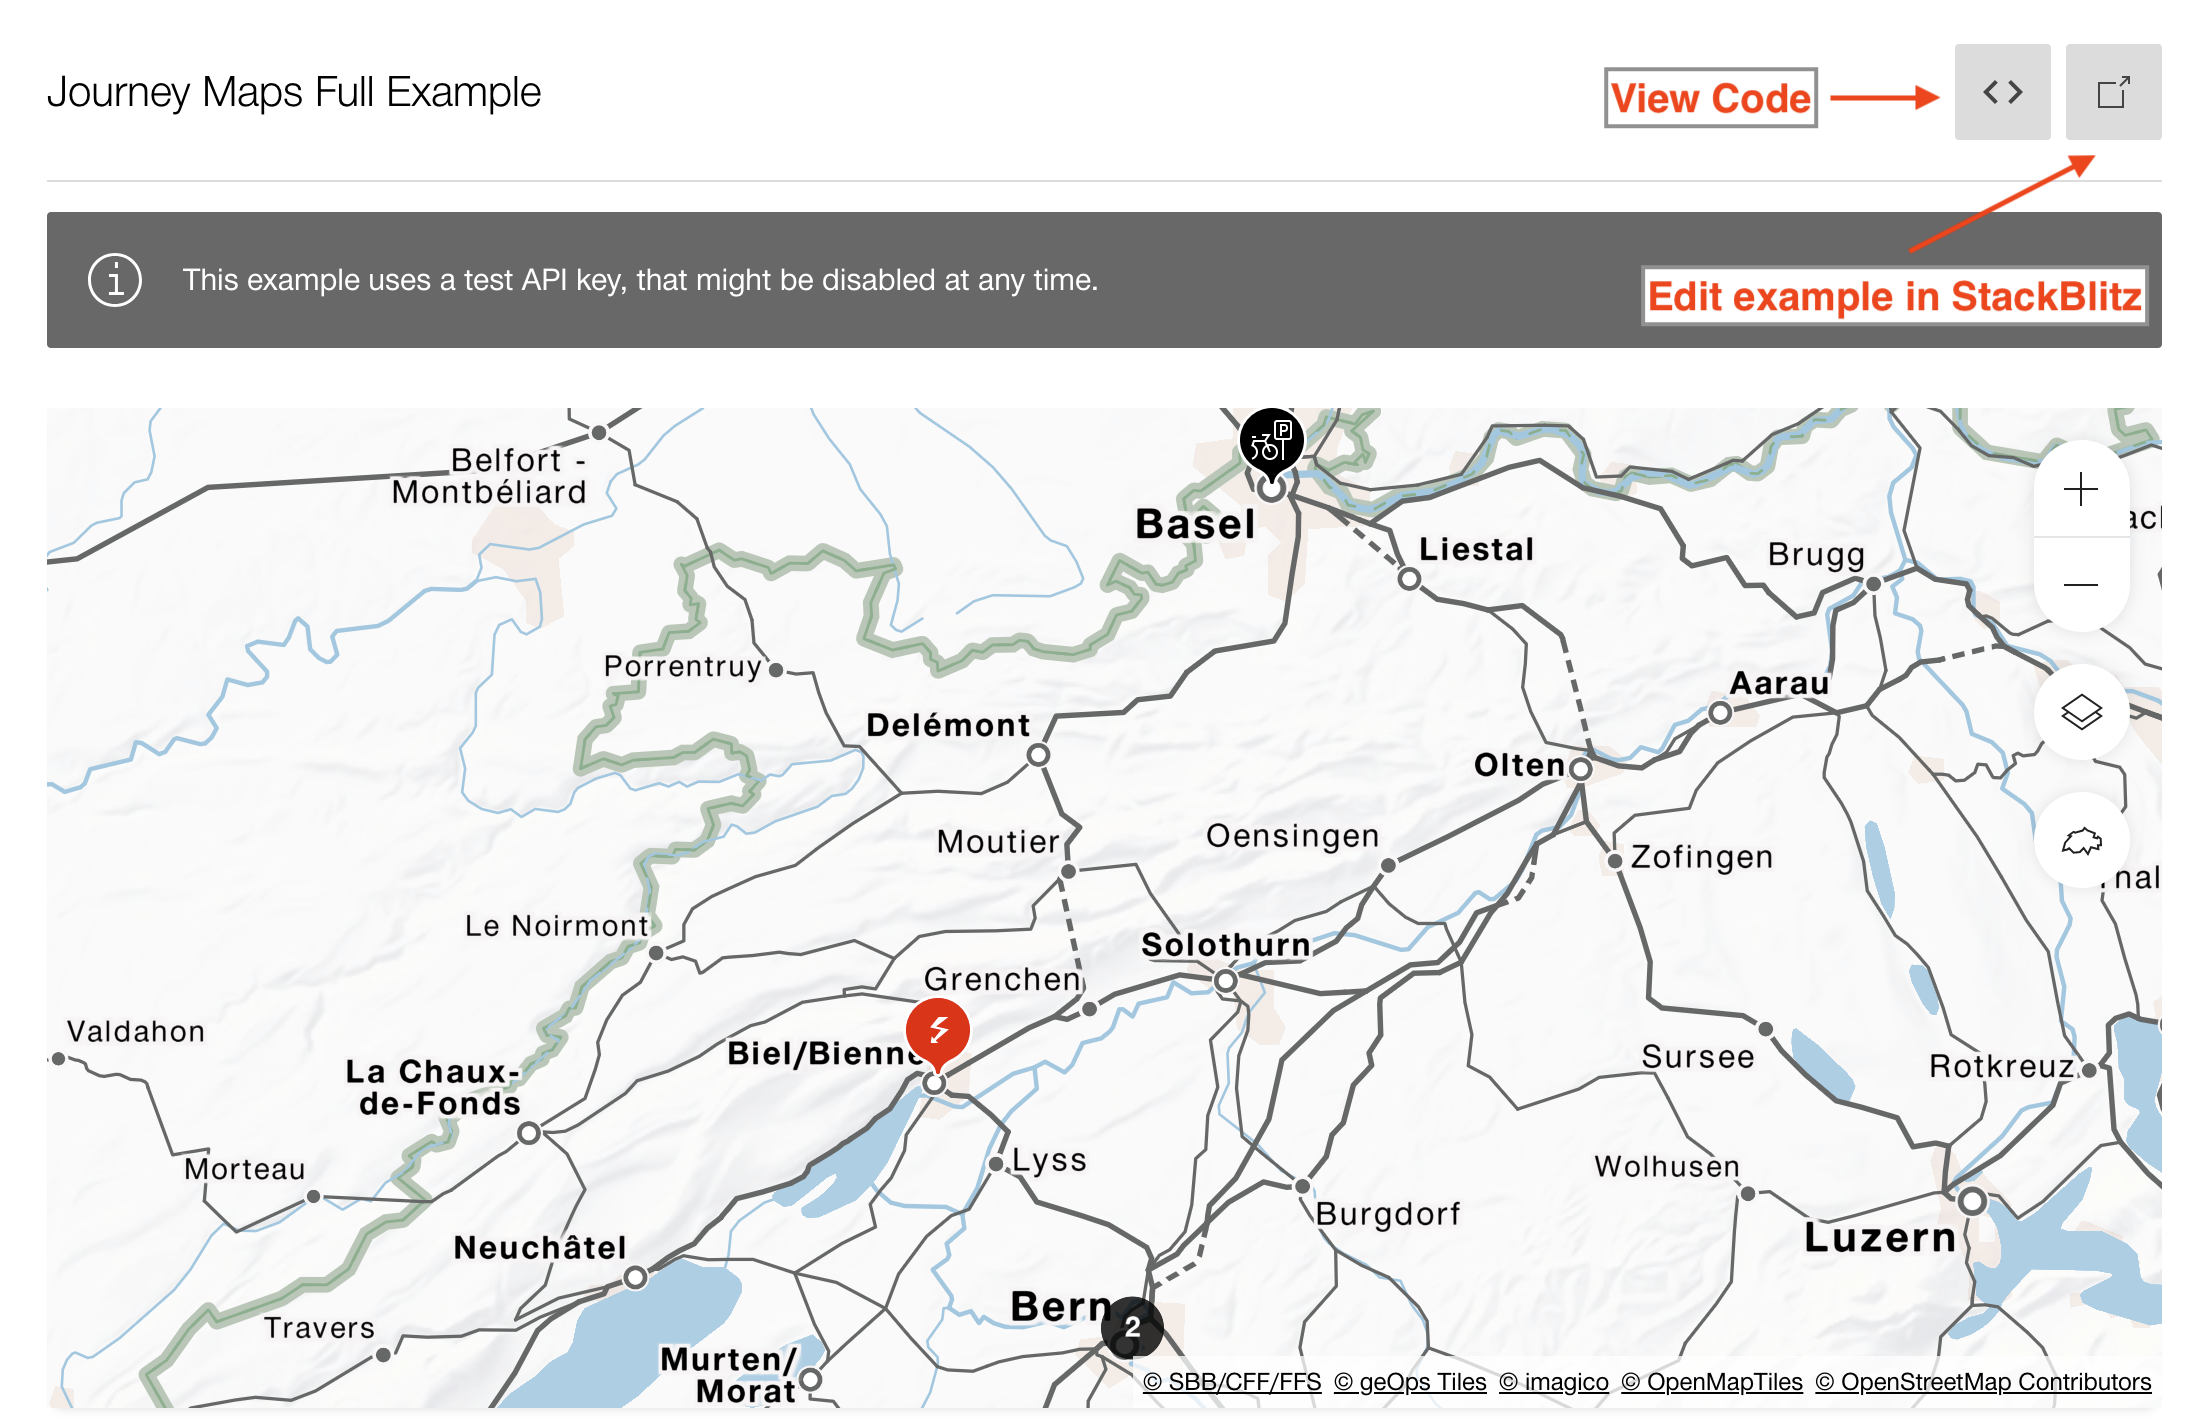 Journey Maps Full Example
View Code
< >
This example uses a test API key, that might be disabled at any time.
Edit example in StackBlitz
Belfort -
Montbéliard
P
Basel
Liestal
Brugg
Porrentruy
Aarau
Delémont
Olten
Moutier
Oensingen
Zofingen
Le Noirmont
Solothurn
Grenchen
Valdahon
Biel/Bienne
Sursee
Rotkreuz
La Chaux-
de-Fonds
Morteau
Lyss
Wolhusen
Burgdorf
Neuchâtel
Luzern
Bern
2
Travers
Murten/
Morat
© SBB/CFF/FFS © geOps Tiles © imagico © OpenMapTiles © OpenStreetMap Contributors